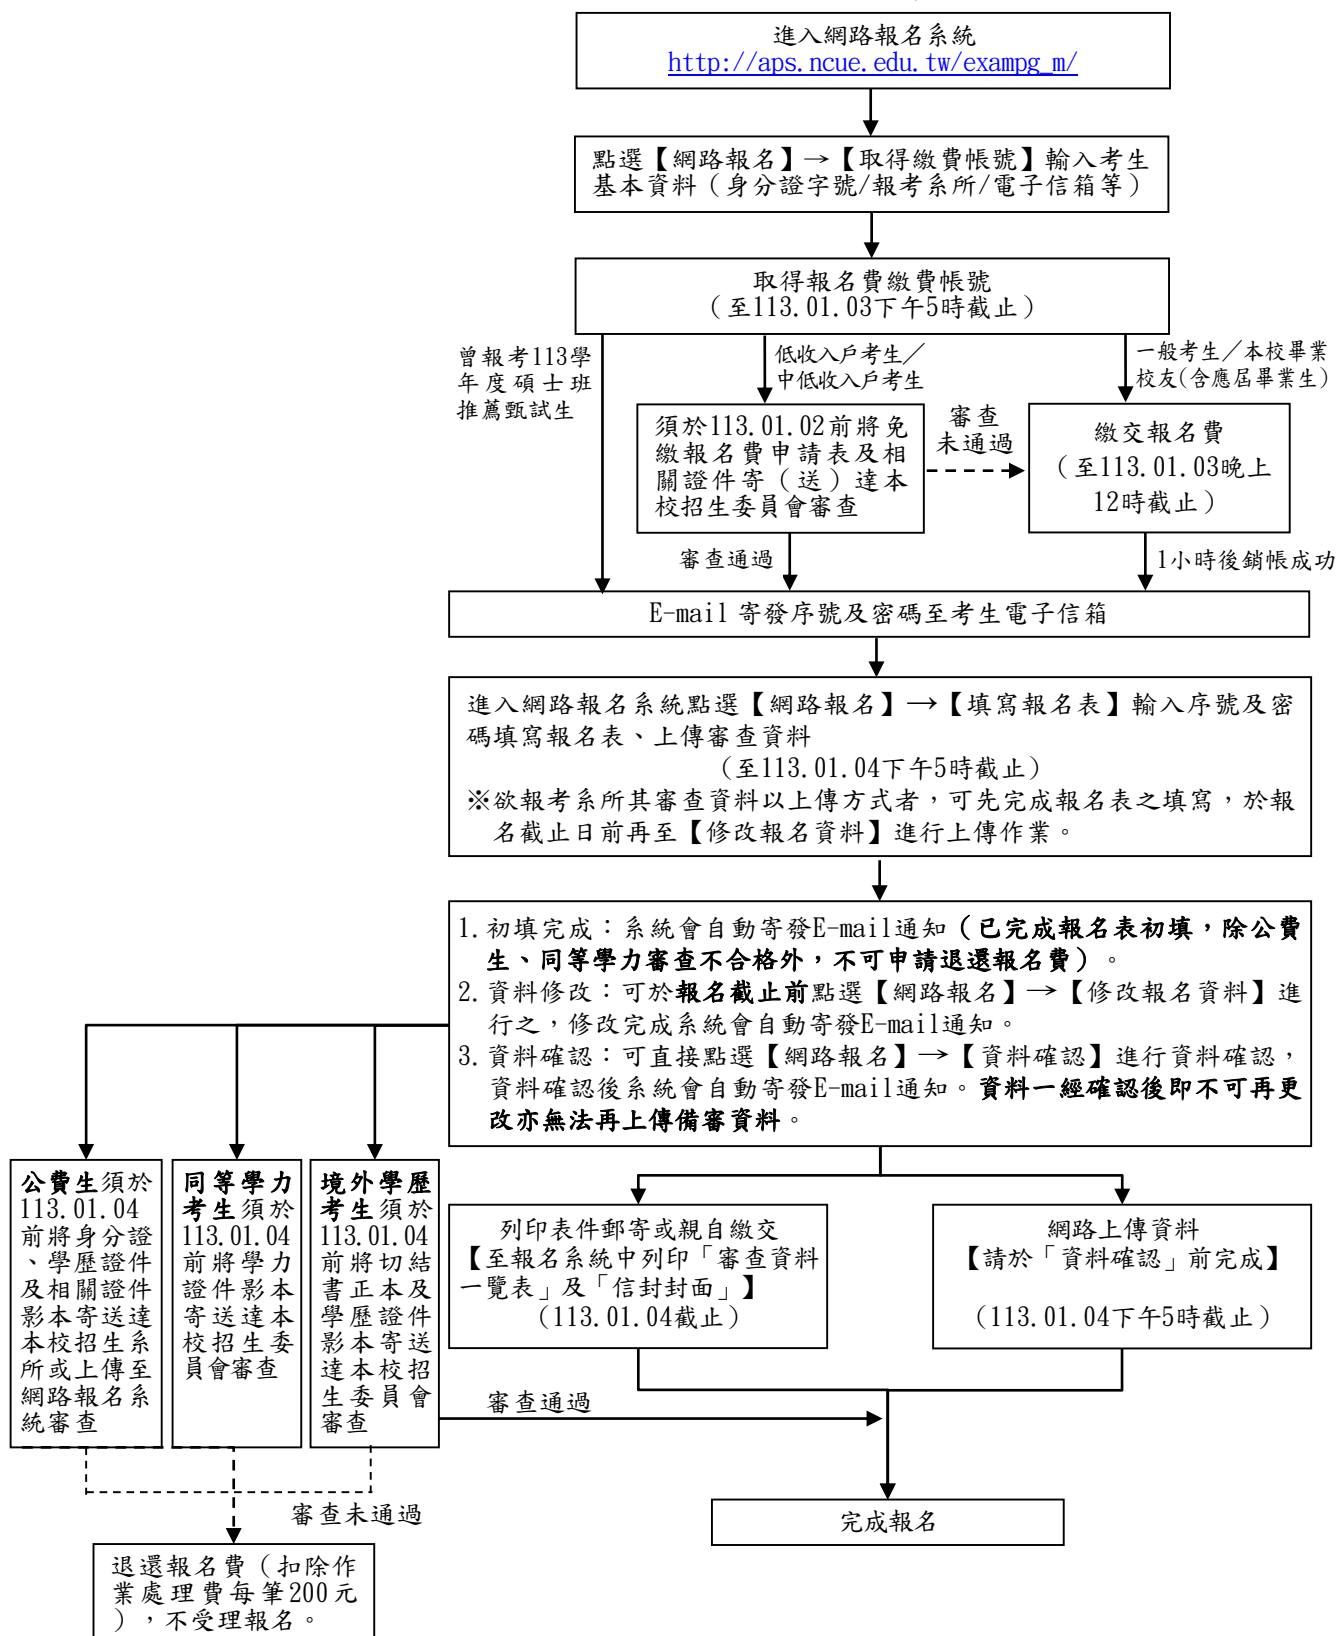 進入網路報名系統
http://aps.ncue.edu.tw/exampg_m/
點選【網路報名】→【取得繳費帳號】輸入考生
基本資料（身分證字號/報考系所/電子信箱等）
取得報名費繳費帳號
（至113.01.03下午5時截止）
曾報考113學
年度碩士班
推薦甄試生
低收入戶考生／
中低收入戶考生
一般考生／本校畢業
校友(含應屆畢業生)
須於113.01.02前將免
繳報名費申請表及相
關證件寄（送）達本
校招生委員會審查
審查
未通過
繳交報名費
（至113.01.03晚上
12時截止）
審查通過
1小時後銷帳成功
E-mail 寄發序號及密碼至考生電子信箱
進入網路報名系統點選【網路報名】→【填寫報名表】輸入序號及密
碼填寫報名表、上傳審查資料
（至113.01.04下午5時截止）
※欲報考系所其審查資料以上傳方式者，可先完成報名表之填寫，於報
名截止日前再至【修改報名資料】進行上傳作業。
1.初填完成：系統會自動寄發E-mail通知（已完成報名表初填，除公費
生、同等學力審查不合格外，不可申請退還報名費）。
2.資料修改：可於報名截止前點選【網路報名】→【修改報名資料】進
行之，修改完成系統會自動寄發E-mail通知。
3.資料確認：可直接點選【網路報名】→【資料確認】進行資料確認，
資料確認後系統會自動寄發E-mail通知。資料一經確認後即不可再更
改亦無法再上傳備審資料。
公費生須於
113.01.04
前將身分證
、學歷證件
及相關證件
影本寄送達
本校招生系
所或上傳至
網路報名系
統審查
同等學力
考生須於
113.01.04
前將學力
證件影本
寄送達本
校招生委
員會審查
境外學歷
考生須於
113.01.04
前將切結
書正本及
學歷證件
影本寄送
達本校招
生委員會
審查
列印表件郵寄或親自繳交
【至報名系統中列印「審查資料
一覽表」及「信封封面」】
(113.01.04截止)
網路上傳資料
【請於「資料確認」前完成】
(113.01.04下午5時截止)
審查通過
審查未通過
完成報名
退還報名費（扣除作
業處理費每筆200元
），不受理報名。